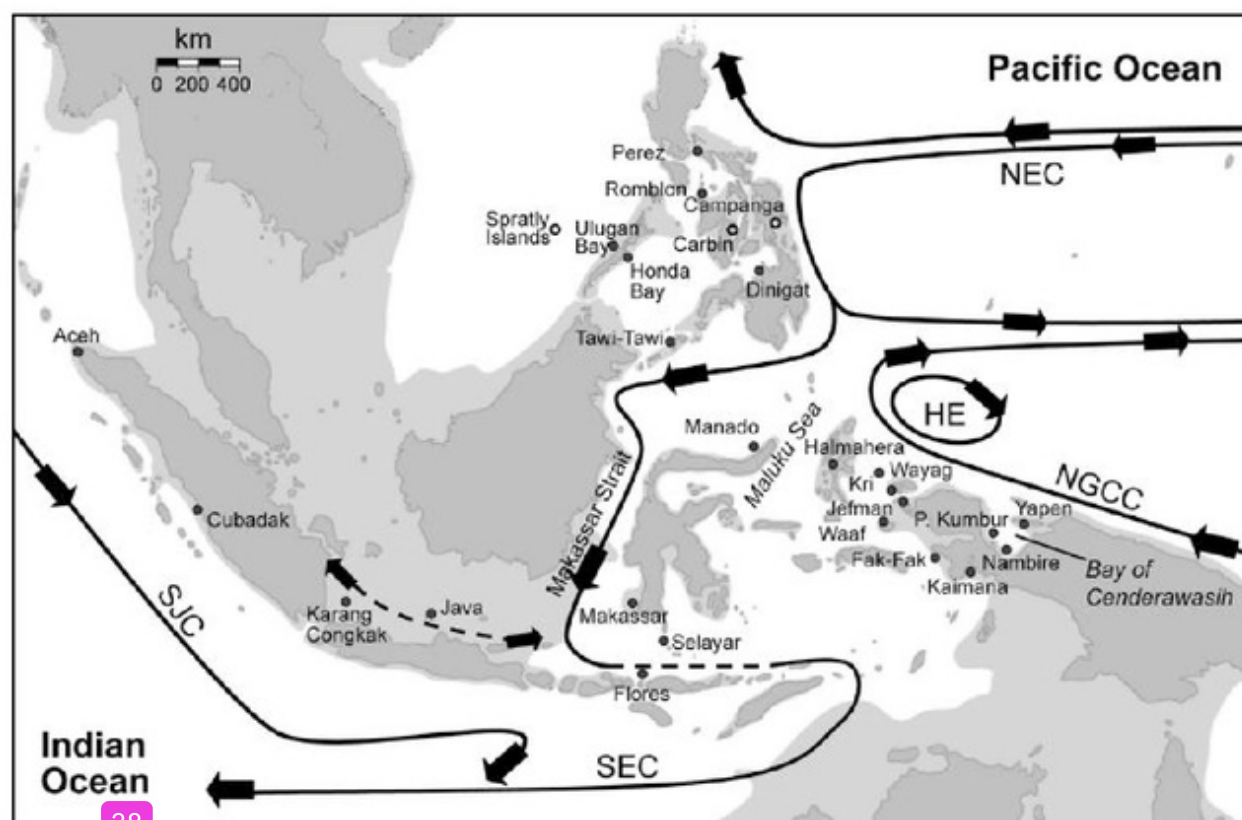 km
0 200 400
Pacific Ocean
NEC
Perez
Romblon
Campanga
Spratly
Islands
Ulugan
Bay
Carbin
Honda
Bay
Dinigat
Aceh
Tawi-Tawi
HE
Manado
Maluku Sea
Halmahera
Wayag
Kri
NGCC
Makassar Strait
Cubadak
Jefman
P. Kumbur
Yapen
Waaf
Fak-Fak
Nambire
Kaimana
Bay of
Cenderawasih
SJC
Karang
Congkak
Java
Makassar
Selayar
Flores
Indian
Ocean
SEC